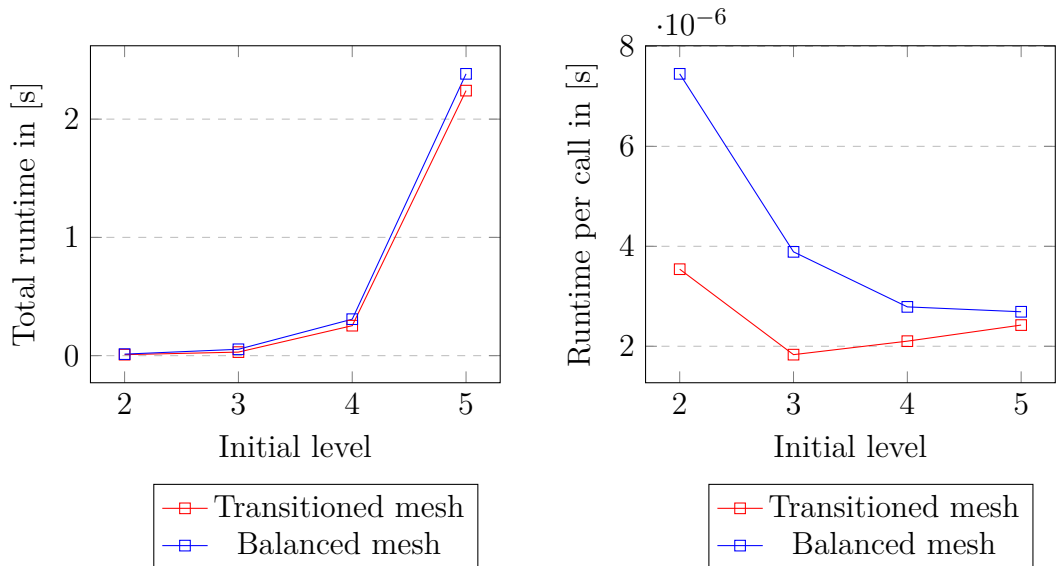 Total runtime in [s]
2
1
0
2 3 4 5
Initial level
Transitioned mesh
Balanced mesh
·10⁻⁶
Runtime per call in [s]
8
6
4
2
2 3 4 5
Initial level
Transitioned mesh
Balanced mesh